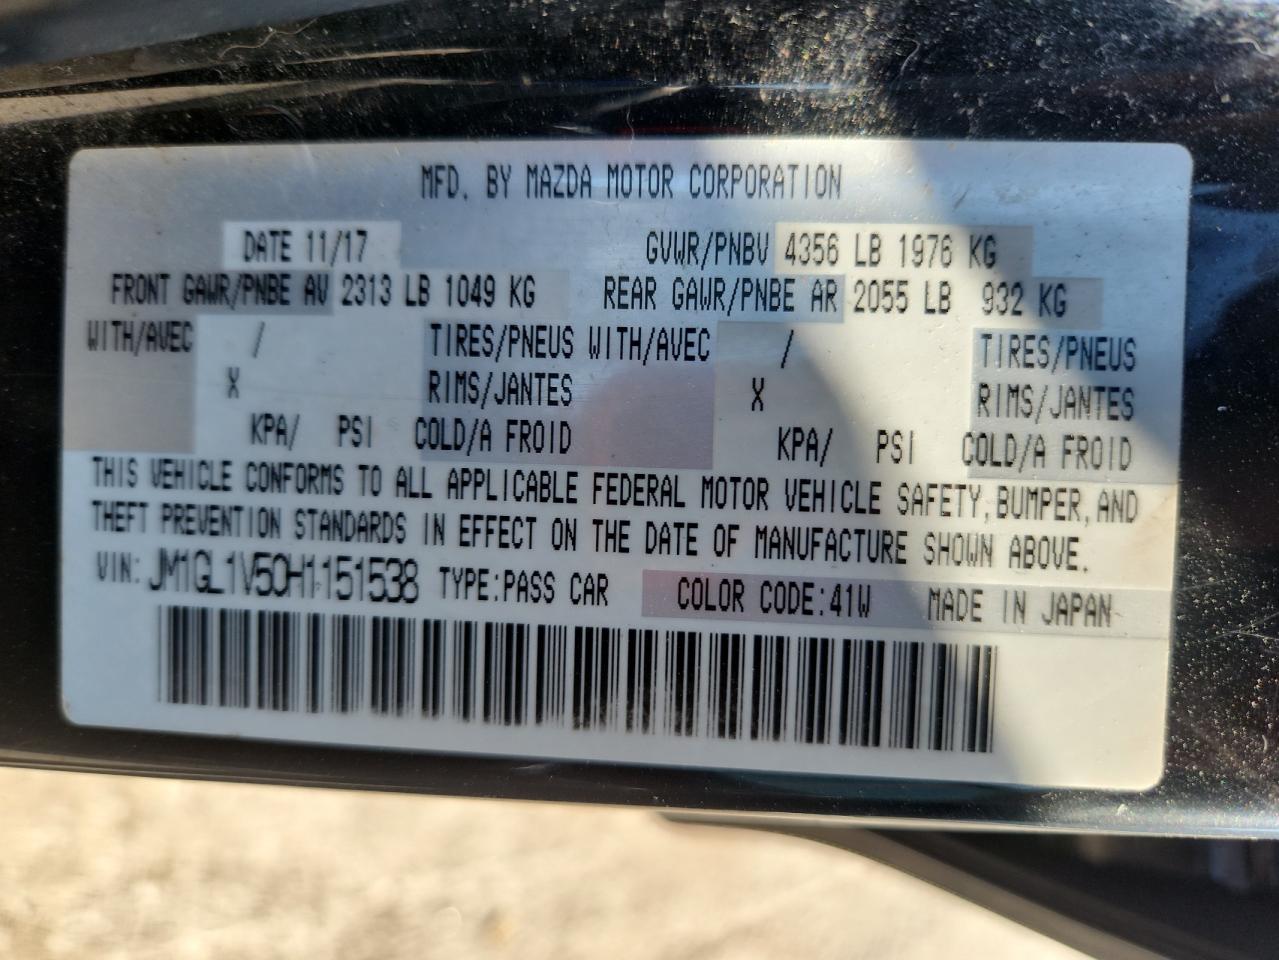 MFD. BY MAZDA MOTOR CORPORATION
DATE 11/17 GVWR/PNBV 4356 LB 1976 KG
FRONT GAWR/PNBE AV 2313 LB 1049 KG REAR GAWR/PNBE AR 2055 LB 932 KG
WITH/AVEC / TIRES/PNEUS WITH/AVEC / TIRES/PNEUS
X RIMS/JANTES X RIMS/JANTES
KPA/ PSI COLD/A FROID KPA/ PSI COLD/A FROID
THIS VEHICLE CONFORMS TO ALL APPLICABLE FEDERAL MOTOR VEHICLE SAFETY, BUMPER, AND
THEFT PREVENTION STANDARDS IN EFFECT ON THE DATE OF MANUFACTURE SHOWN ABOVE.
VIN: JM1GL1V50H1151538 TYPE:PASS CAR COLOR CODE:41W MADE IN JAPAN